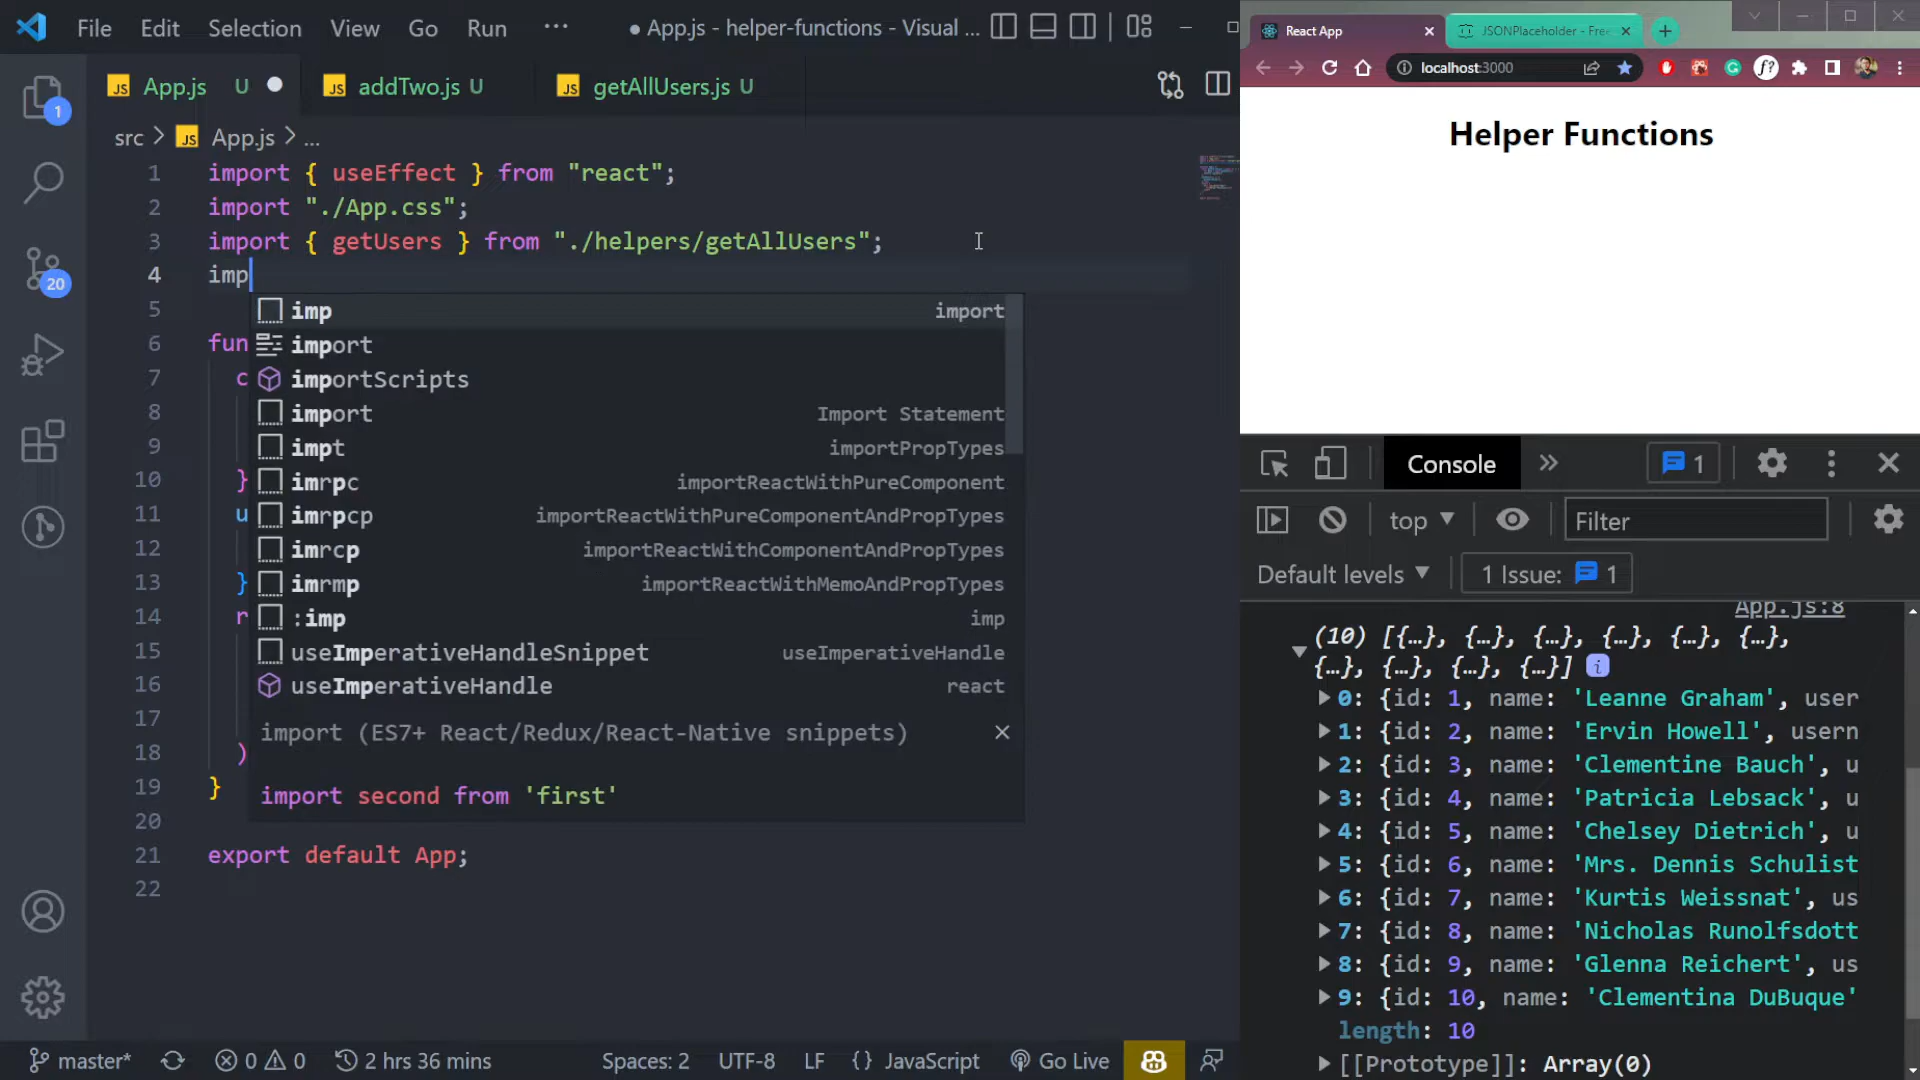 File Edit Selection View Go Run ··· ● App.js - helper-functions - Visual ...
JS App.js U ● JS addTwo.js U JS getAllUsers.js U
src > JS App.js > ...
1 import { useEffect } from "react";
2 import "./App.css";
3 import { getUsers } from "./helpers/getAllUsers";
4 imp
5
6 fun
7 c
8
9
10 }
11 u
12
13 }
14 r
15
16
17
18 )
19 }
20
21 export default App;
22
imp import
import
importScripts
import Import Statement
impt importPropTypes
imrpc importReactWithPureComponent
imrpcp importReactWithPureComponentAndPropTypes
imrcp importReactWithComponentAndPropTypes
imrmp importReactWithMemoAndPropTypes
:imp imp
useImperativeHandleSnippet useImperativeHandle
useImperativeHandle react
import (ES7+ React/Redux/React-Native snippets) ×
import second from 'first'
1
20
master* 0 0 2 hrs 36 mins Spaces: 2 UTF-8 LF { } JavaScript Go Live
React App × JSONPlaceholder - Free × +
localhost:3000 f?
Helper Functions
Console » 1
top ▼ Filter
Default levels ▼ 1 Issue: 1
App.js:8
▼ (10) [{…}, {…}, {…}, {…}, {…}, {…},
{…}, {…}, {…}, {…}] i
▶ 0: {id: 1, name: 'Leanne Graham', user
▶ 1: {id: 2, name: 'Ervin Howell', usern
▶ 2: {id: 3, name: 'Clementine Bauch', u
▶ 3: {id: 4, name: 'Patricia Lebsack', u
▶ 4: {id: 5, name: 'Chelsey Dietrich', u
▶ 5: {id: 6, name: 'Mrs. Dennis Schulist
▶ 6: {id: 7, name: 'Kurtis Weissnat', us
▶ 7: {id: 8, name: 'Nicholas Runolfsdott
▶ 8: {id: 9, name: 'Glenna Reichert', us
▶ 9: {id: 10, name: 'Clementina DuBuque'
length: 10
▶ [[Prototype]]: Array(0)